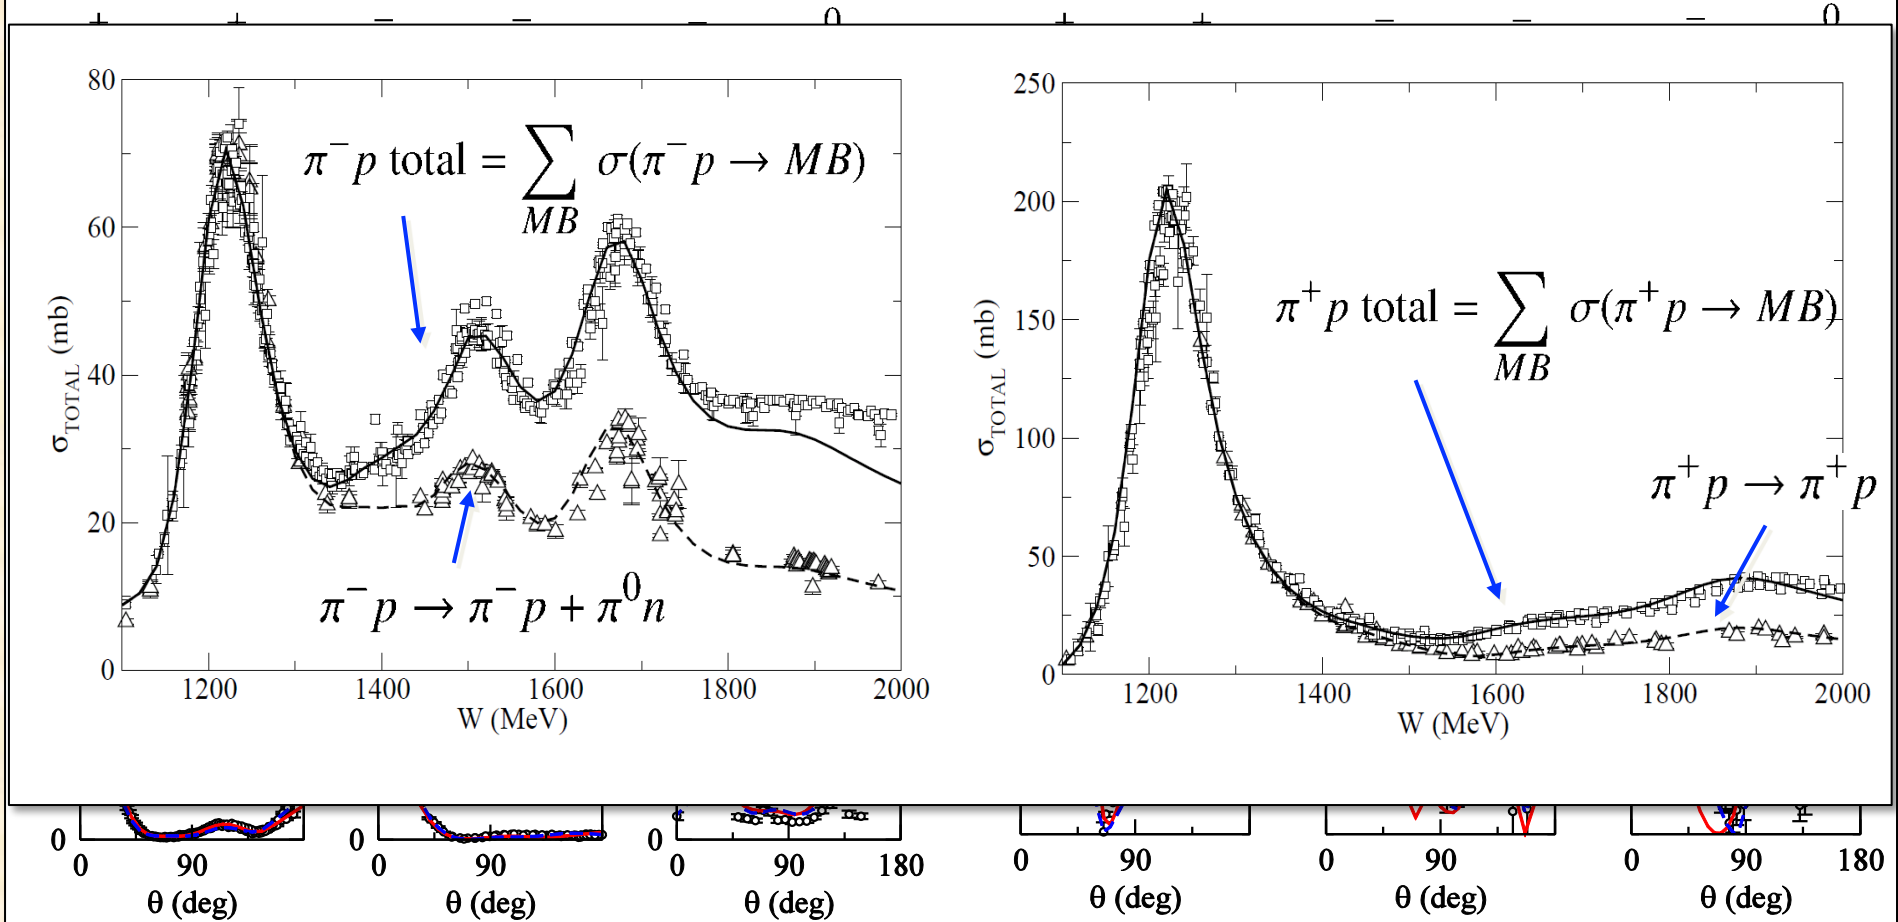 + + − − − 0 + + − − − 0
80
60
40
20
0
σTOTAL (mb)
π⁻p total = ∑ σ(π⁻p → MB)
MB
π⁻p → π⁻p + π⁰n
1200 1400 1600 1800 2000
W (MeV)
250
200
150
100
50
0
σTOTAL (mb)
π⁺p total = ∑ σ(π⁺p → MB)
MB
π⁺p → π⁺p
1200 1400 1600 1800 2000
W (MeV)
0 0 0
0 90 0 90 0 90 180 0 90 0 90 0 90 180
θ (deg) θ (deg) θ (deg) θ (deg) θ (deg) θ (deg)